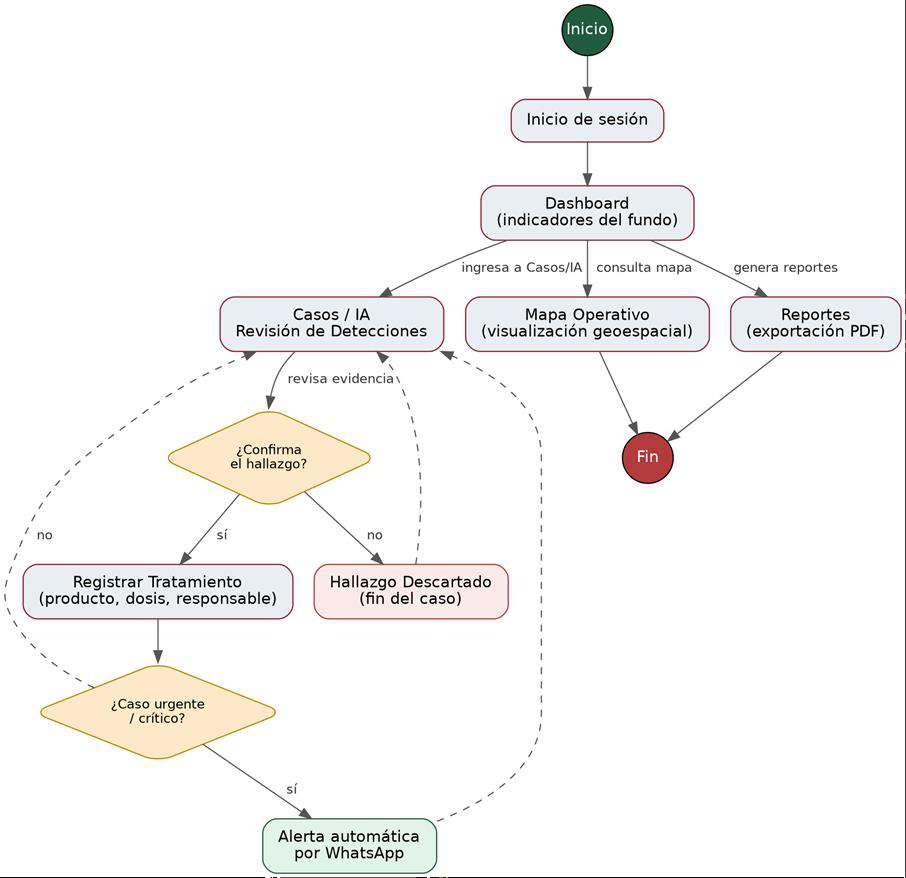 Inicio
Inicio de sesión
Dashboard
(indicadores del fundo)
ingresa a Casos/IA
consulta mapa
genera reportes
Casos / IA
Revisión de Detecciones
Mapa Operativo
(visualización geoespacial)
Reportes
(exportación PDF)
revisa evidencia
¿Confirma
el hallazgo?
Fin
no
sí
no
Registrar Tratamiento
(producto, dosis, responsable)
Hallazgo Descartado
(fin del caso)
¿Caso urgente
/ crítico?
sí
Alerta automática
por WhatsApp